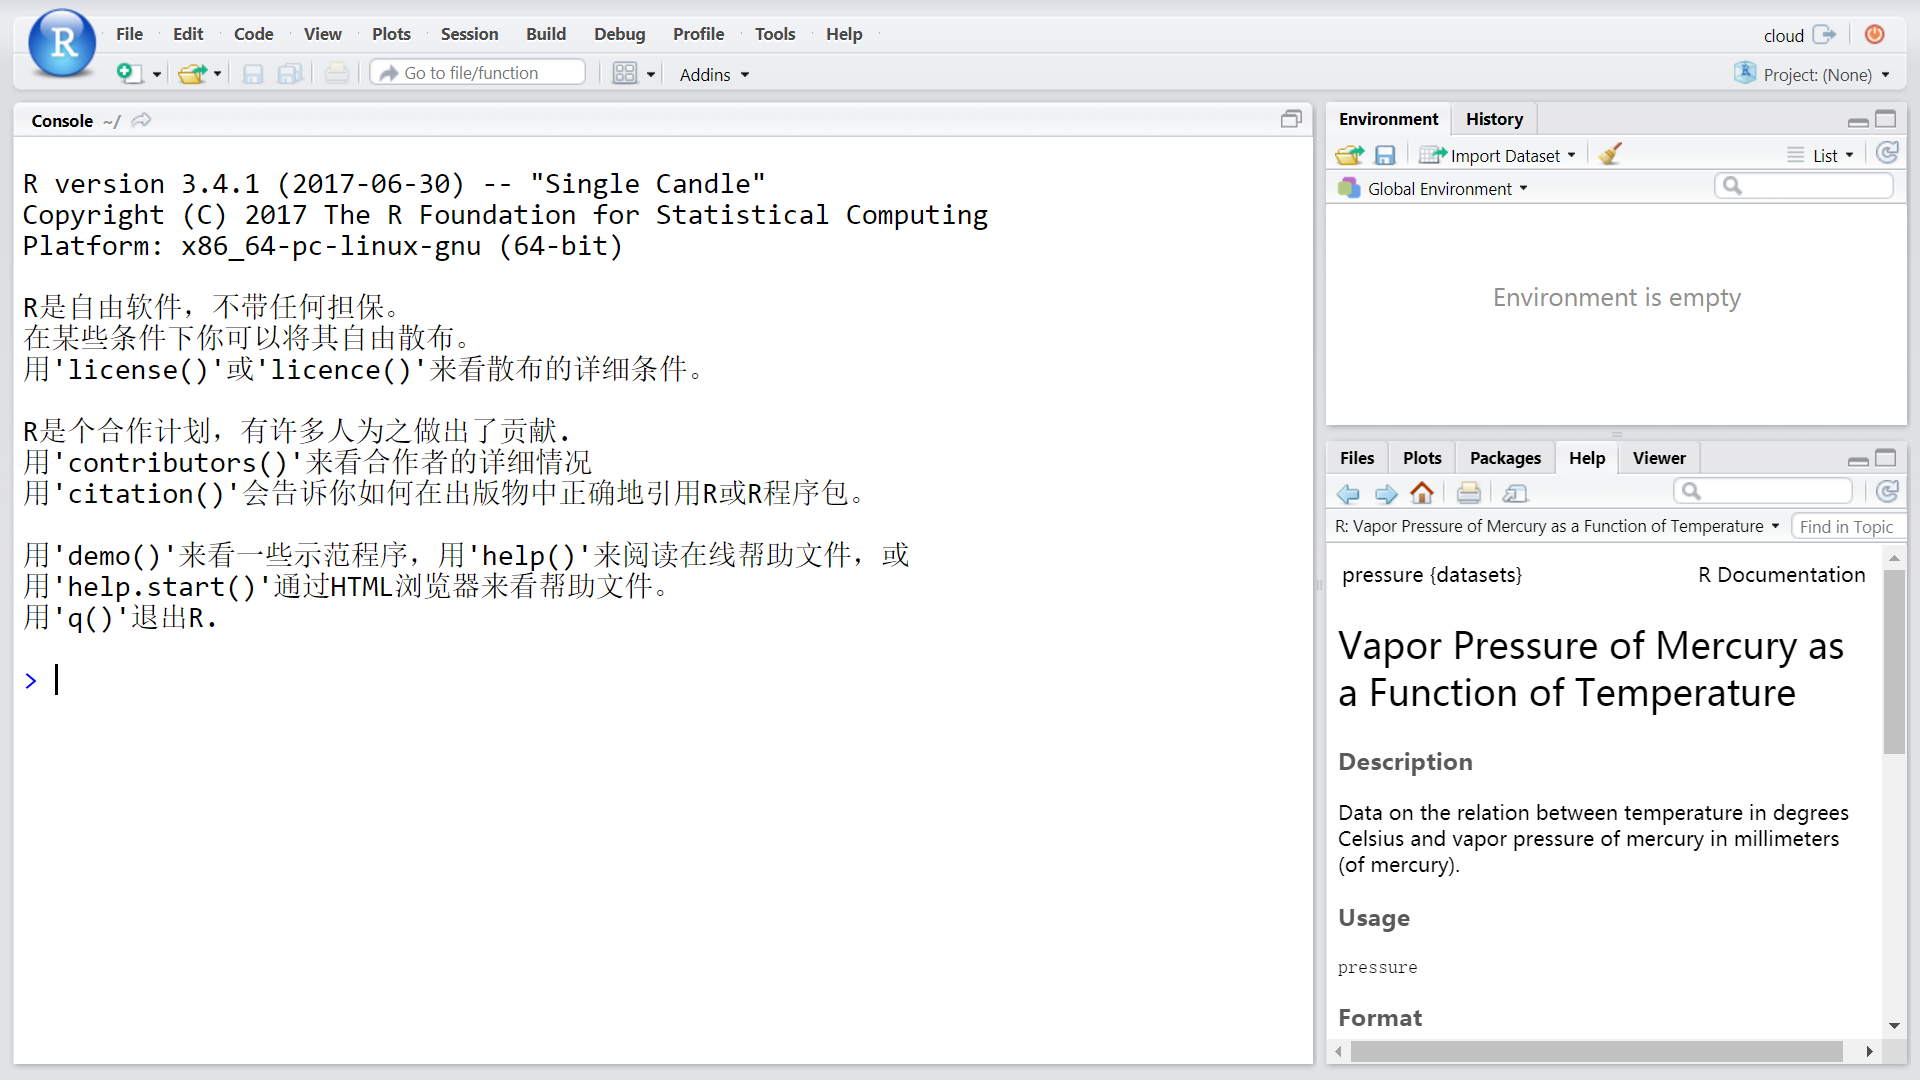 R
File Edit Code View Plots Session Build Debug Profile Tools Help
cloud
Go to file/function
Addins
Project: (None)
Console ~/
R version 3.4.1 (2017-06-30) -- "Single Candle"
Copyright (C) 2017 The R Foundation for Statistical Computing
Platform: x86_64-pc-linux-gnu (64-bit)
R是自由软件，不带任何担保。
在某些条件下你可以将其自由散布。
用'license()'或'licence()'来看散布的详细条件。
R是个合作计划，有许多人为之做出了贡献.
用'contributors()'来看合作者的详细情况
用'citation()'会告诉你如何在出版物中正确地引用R或R程序包。
用'demo()'来看一些示范程序，用'help()'来阅读在线帮助文件，或
用'help.start()'通过HTML浏览器来看帮助文件。
用'q()'退出R.
>
Environment History
Import Dataset
List
Global Environment
Environment is empty
Files Plots Packages Help Viewer
R: Vapor Pressure of Mercury as a Function of Temperature
Find in Topic
pressure {datasets}
R Documentation
Vapor Pressure of Mercury as
a Function of Temperature
Description
Data on the relation between temperature in degrees
Celsius and vapor pressure of mercury in millimeters
(of mercury).
Usage
pressure
Format